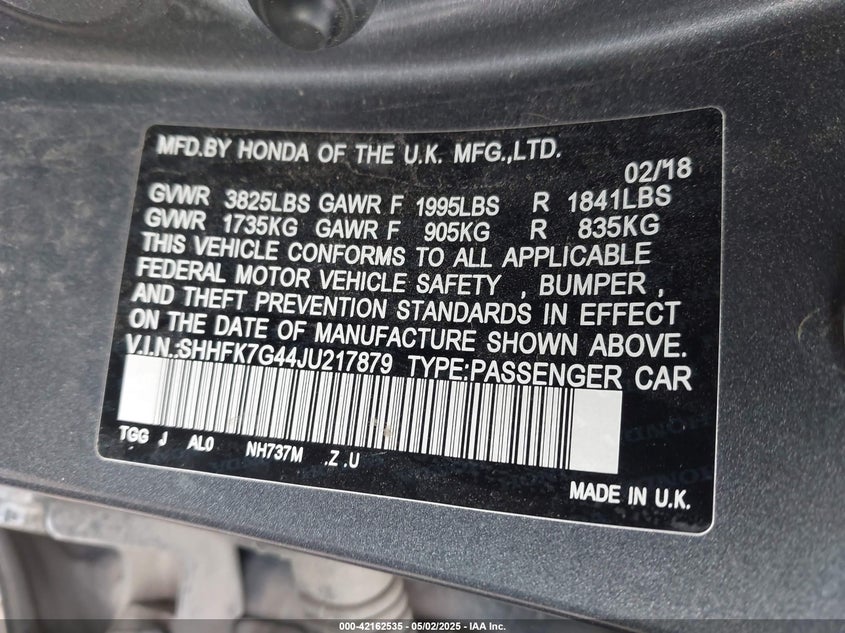 MFD.BY HONDA OF THE U.K. MFG.,LTD.
02/18
GVWR 3825LBS GAWR F 1995LBS R 1841LBS
GVWR 1735KG GAWR F 905KG R 835KG
THIS VEHICLE CONFORMS TO ALL APPLICABLE
FEDERAL MOTOR VEHICLE SAFETY , BUMPER ,
AND THEFT PREVENTION STANDARDS IN EFFECT
ON THE DATE OF MANUFACTURE SHOWN ABOVE.
V.I.N.:SHHFK7G44JU217879 TYPE:PASSENGER CAR
TGG J AL0 NH737M .Z .U
MADE IN U.K.
000-42162535 - 05/02/2025 - IAA Inc.